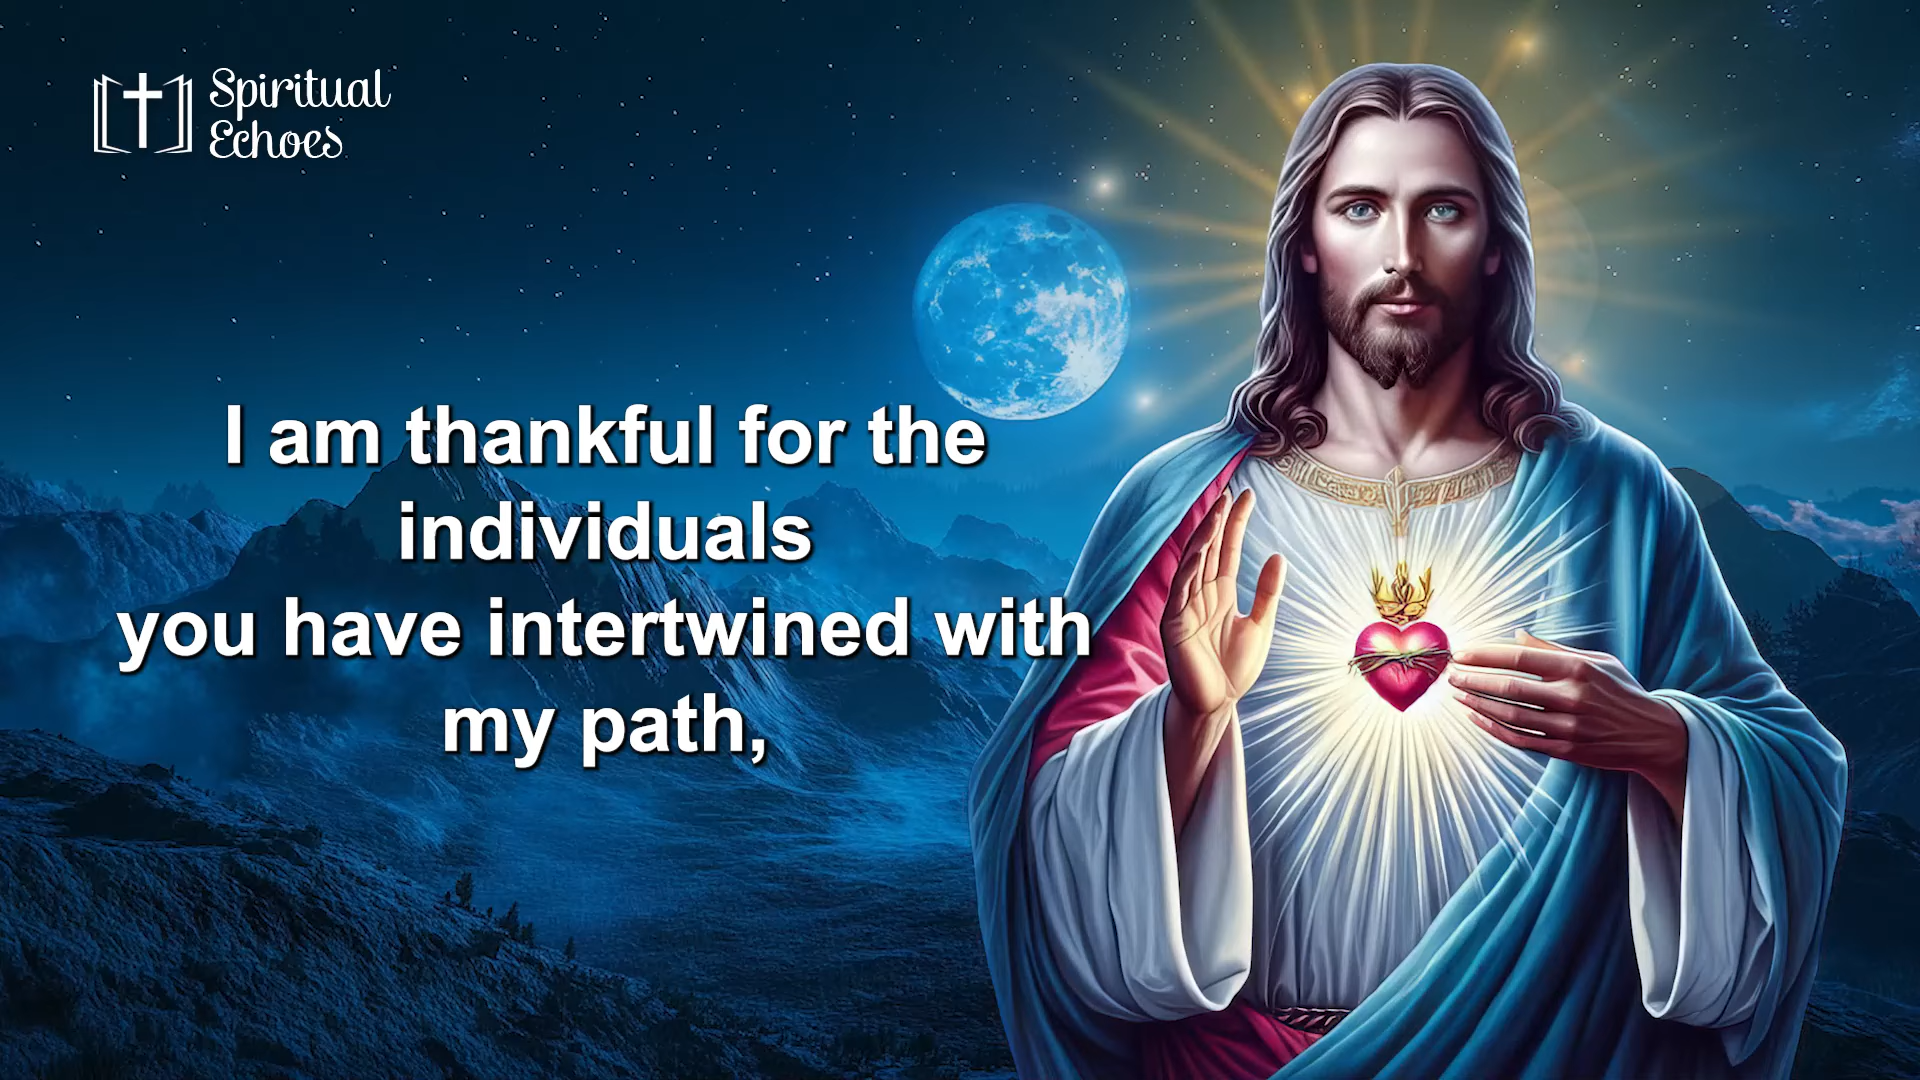 Spiritual
Echoes
I am thankful for the
individuals
you have intertwined with
my path,